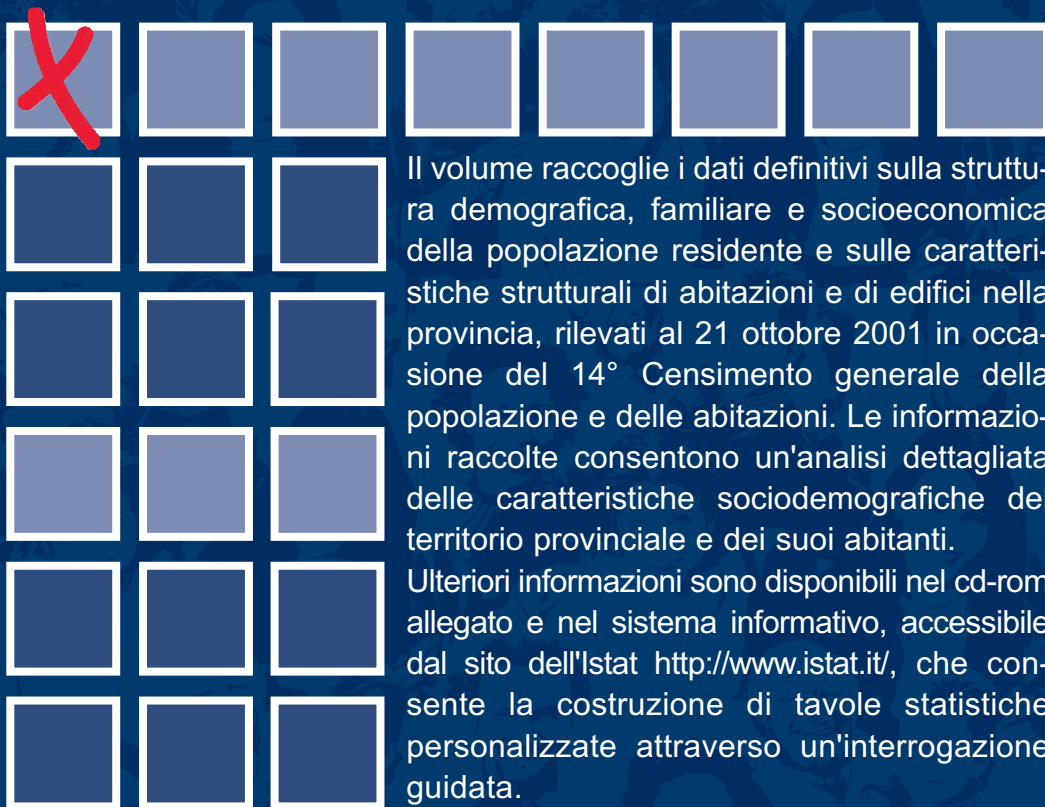 Il volume raccoglie i dati definitivi sulla struttu-
ra demografica, familiare e socioeconomica
della popolazione residente e sulle caratteri-
stiche strutturali di abitazioni e di edifici nella
provincia, rilevati al 21 ottobre 2001 in occa-
sione del 14° Censimento generale della
popolazione e delle abitazioni. Le informazio-
ni raccolte consentono un'analisi dettagliata
delle caratteristiche sociodemografiche del
territorio provinciale e dei suoi abitanti.
Ulteriori informazioni sono disponibili nel cd-rom
allegato e nel sistema informativo, accessibile
dal sito dell'Istat http://www.istat.it/, che con-
sente la costruzione di tavole statistiche
personalizzate attraverso un'interrogazione
guidata.